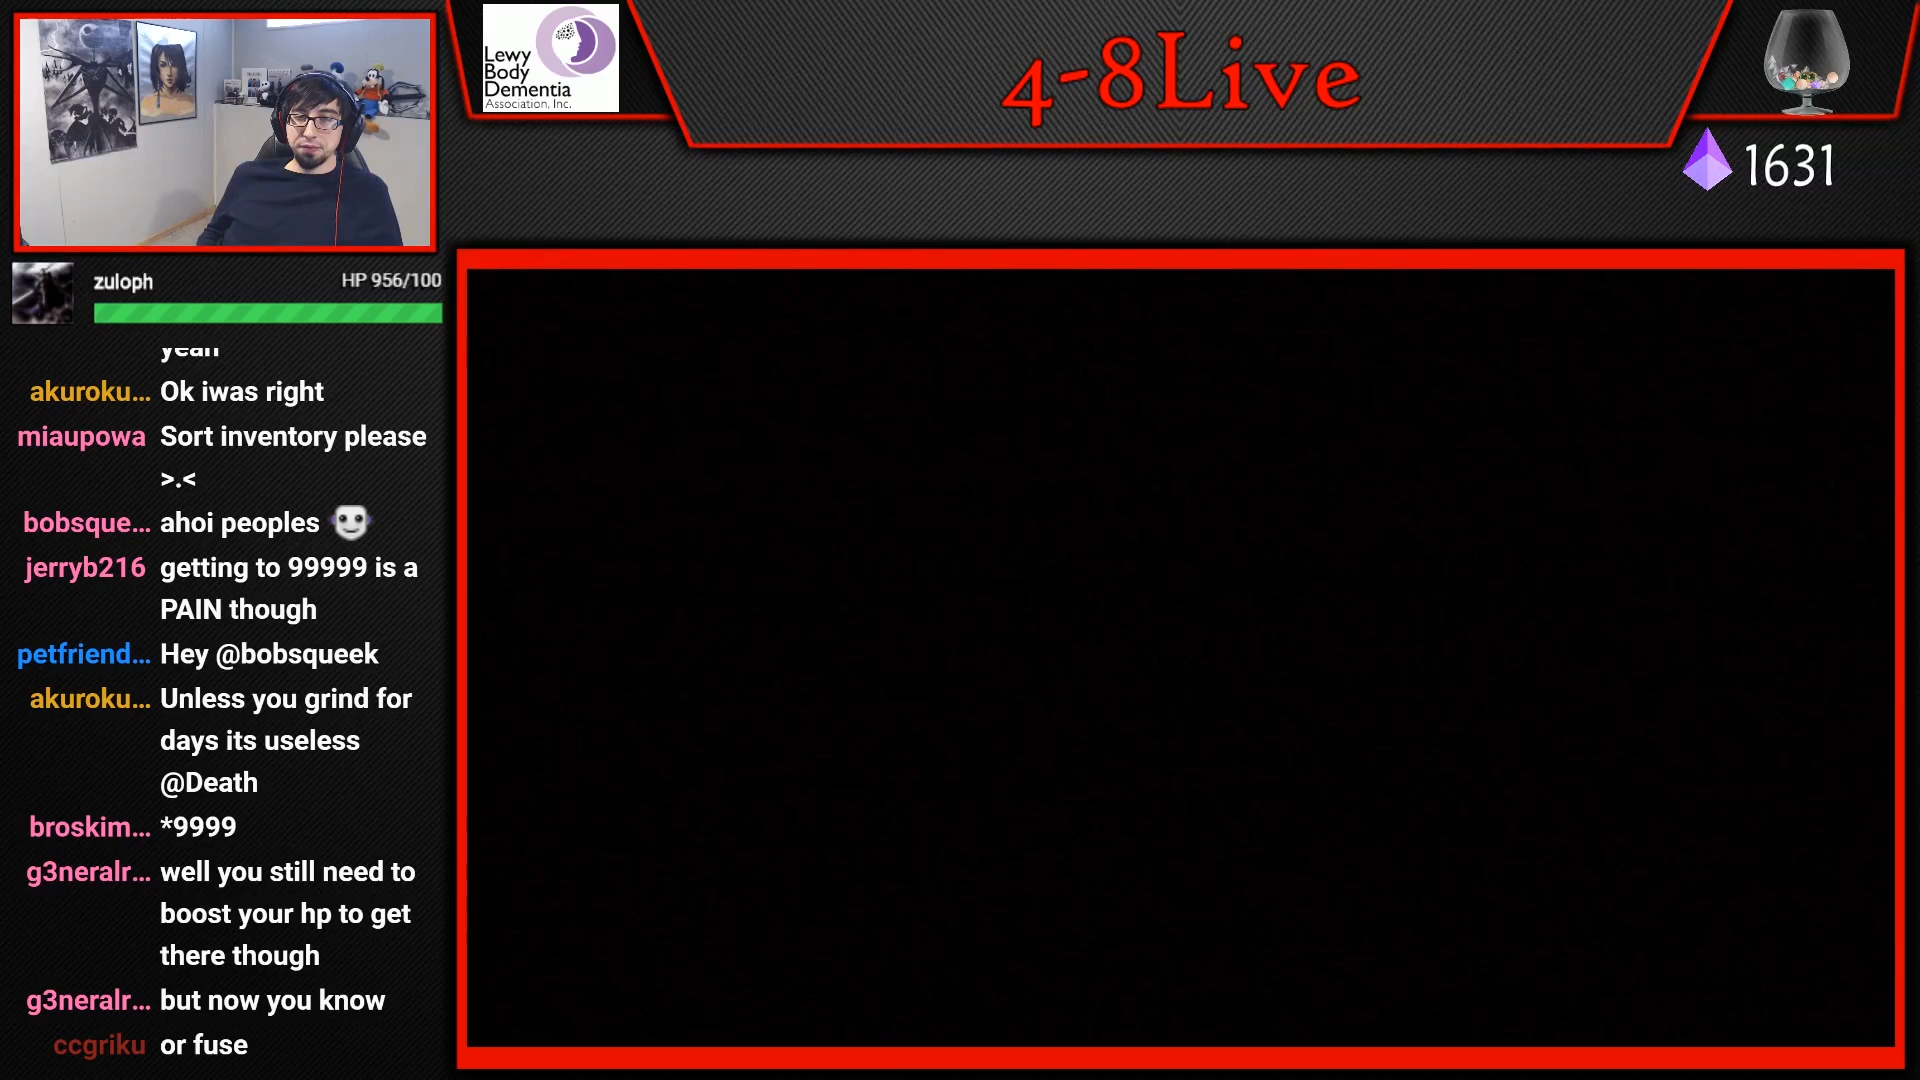 Lewy
Body
Dementia
Association, Inc.
4-8Live
1631
zuloph HP 956/100
yeah
akuroku... Ok iwas right
miaupowa Sort inventory please
>.<
bobsque... ahoi peoples
jerryb216 getting to 99999 is a
PAIN though
petfriend... Hey @bobsqueek
akuroku... Unless you grind for
days its useless
@Death
broskim... *9999
g3neralr... well you still need to
boost your hp to get
there though
g3neralr... but now you know
ccgriku or fuse